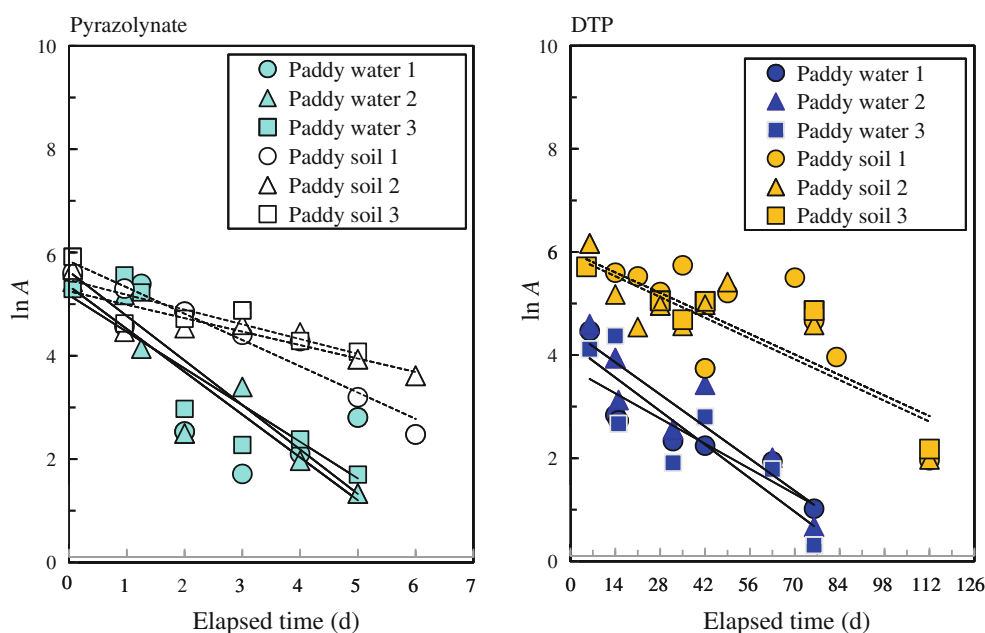 Pyrazolynate
10
8
6
4
2
0
ln A
Paddy water 1
Paddy water 2
Paddy water 3
Paddy soil 1
Paddy soil 2
Paddy soil 3
0 1 2 3 4 5 6 7
Elapsed time (d)
DTP
10
8
6
4
2
0
ln A
Paddy water 1
Paddy water 2
Paddy water 3
Paddy soil 1
Paddy soil 2
Paddy soil 3
0 14 28 42 56 70 84 98 112 126
Elapsed time (d)